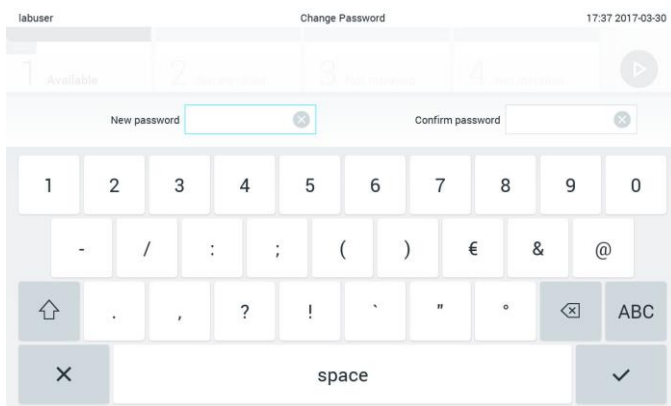 labuser Change Password 17:37 2017-03-30
1 Available 2 3 4
New password Confirm password
1 2 3 4 5 6 7 8 9 0
- / : ; ( ) € & @
. , ? ! ` " ° ABC
space